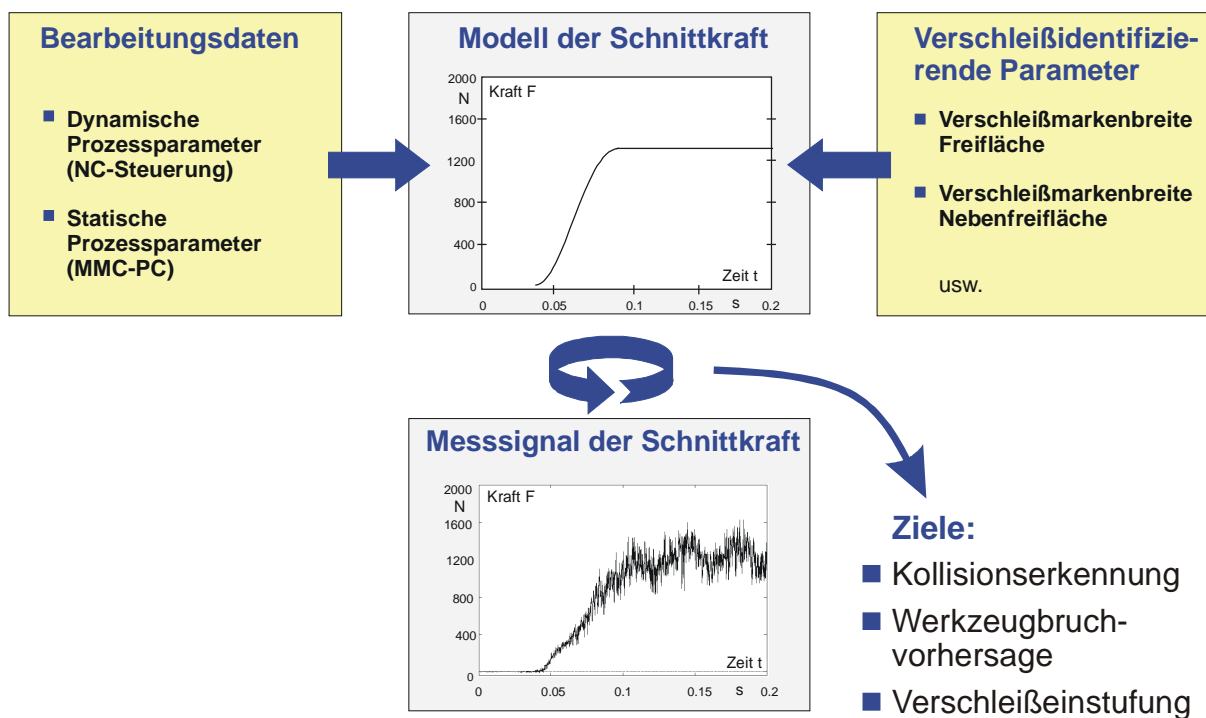 Bearbeitungsdaten
Dynamische
Prozessparameter
(NC-Steuerung)
Statische
Prozessparameter
(MMC-PC)
Modell der Schnittkraft
2000
N
Kraft F
1600
1200
800
400
0
Zeit t
0
0.05
0.1
0.15
s
0.2
Verschleißidentifizie-
rende Parameter
Verschleißmarkenbreite
Freifläche
Verschleißmarkenbreite
Nebenfreifläche
usw.
Messsignal der Schnittkraft
2000
N
Kraft F
1600
1200
800
400
0
Zeit t
0
0.05
0.1
0.15
s
0.2
Ziele:
Kollisionserkennung
Werkzeugbruch-
vorhersage
Verschleißeinstufung